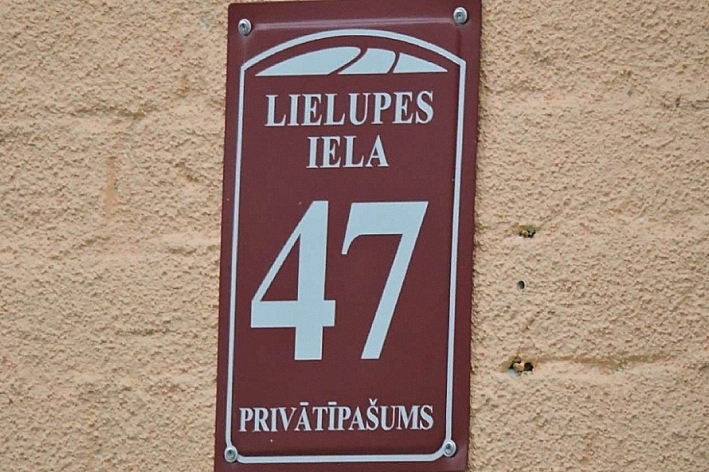 LIELUPES
IELA
47
PRIVĀTĪPAŠUMS